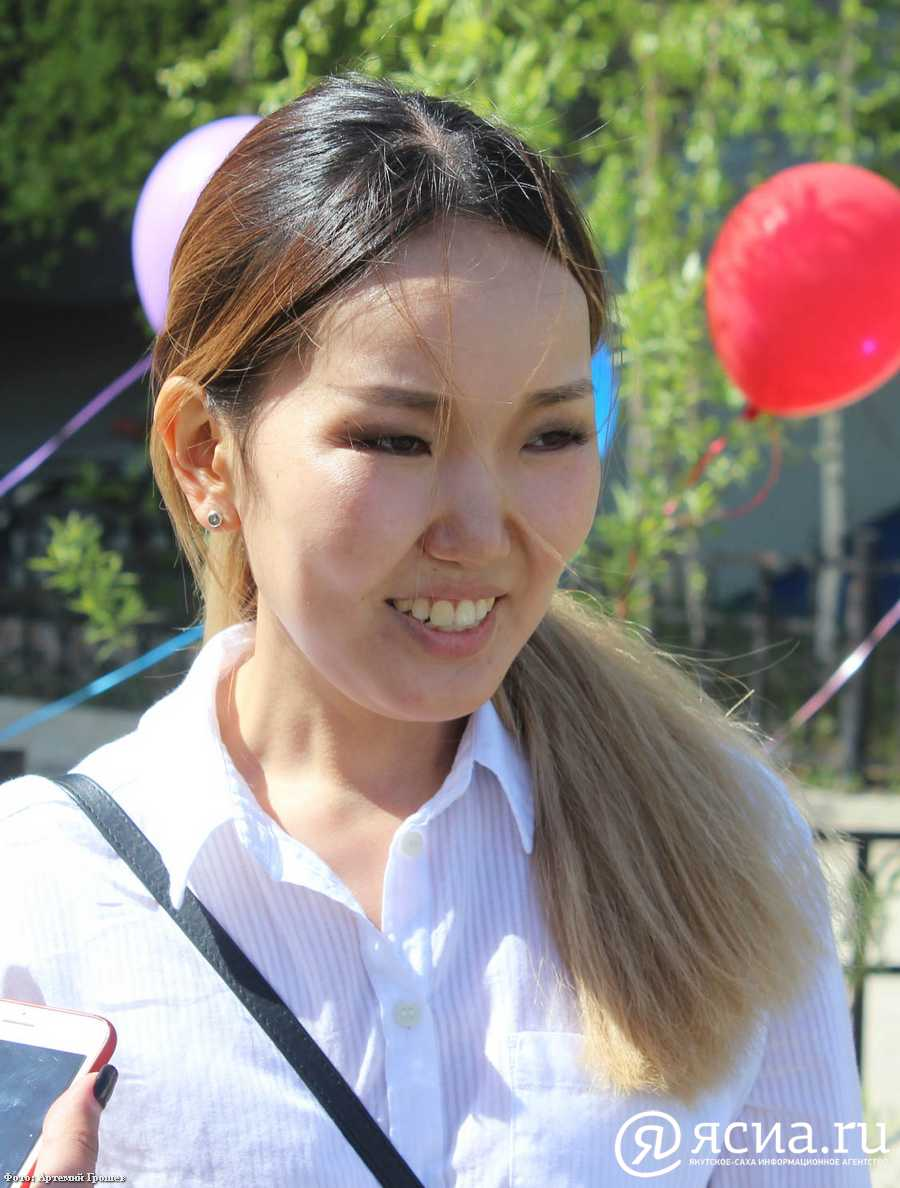 Я ЯСИА.RU
ЯКУТСКОЕ-САХА ИНФОРМАЦИОННОЕ АГЕНТСТВО
Фото: Артемий Грошев